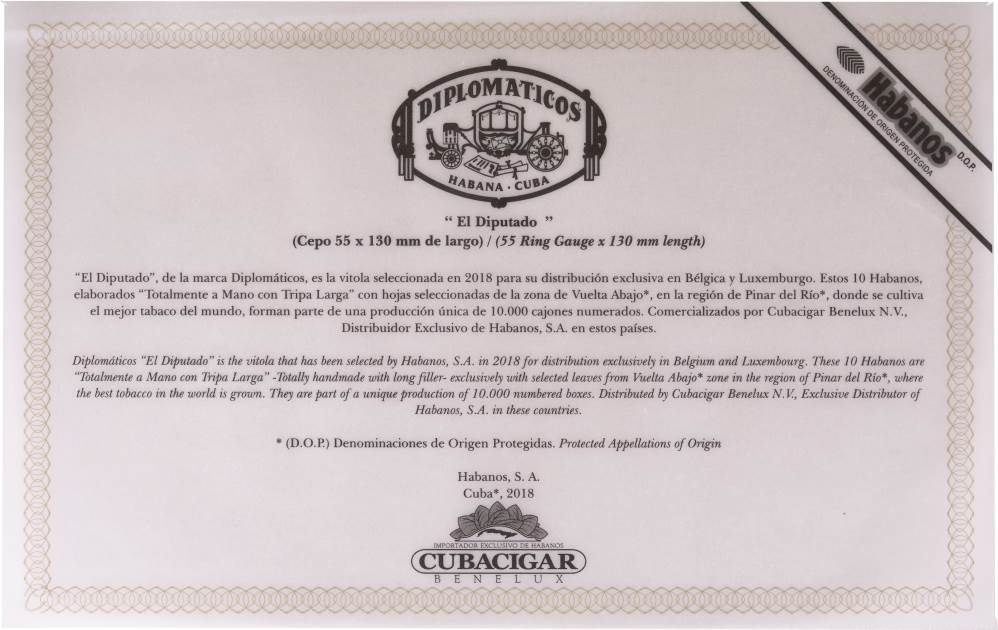 DIPLOMATICOS
HABANA · CUBA
Habanos
DENOMINACIÓN DE ORIGEN PROTEGIDA
D.O.P.
“ El Diputado ”
(Cepo 55 x 130 mm de largo) / (55 Ring Gauge x 130 mm length)
“El Diputado”, de la marca Diplomáticos, es la vitola seleccionada en 2018 para su distribución exclusiva en Bélgica y Luxemburgo. Estos 10 Habanos,
elaborados “Totalmente a Mano con Tripa Larga” con hojas seleccionadas de la zona de Vuelta Abajo*, en la región de Pinar del Río*, donde se cultiva
el mejor tabaco del mundo, forman parte de una producción única de 10.000 cajones numerados. Comercializados por Cubacigar Benelux N.V.,
Distribuidor Exclusivo de Habanos, S.A. en estos países.
Diplomáticos “El Diputado” is the vitola that has been selected by Habanos, S.A. in 2018 for distribution exclusively in Belgium and Luxembourg. These 10 Habanos are
“Totalmente a Mano con Tripa Larga” -Totally handmade with long filler- exclusively with selected leaves from Vuelta Abajo* zone in the region of Pinar del Río*, where
the best tobacco in the world is grown. They are part of a unique production of 10.000 numbered boxes. Distributed by Cubacigar Benelux N.V., Exclusive Distributor of
Habanos, S.A. in these countries.
* (D.O.P.) Denominaciones de Origen Protegidas. Protected Appellations of Origin
Habanos, S. A.
Cuba*, 2018
IMPORTADOR EXCLUSIVO DE HABANOS
CUBACIGAR
BENELUX